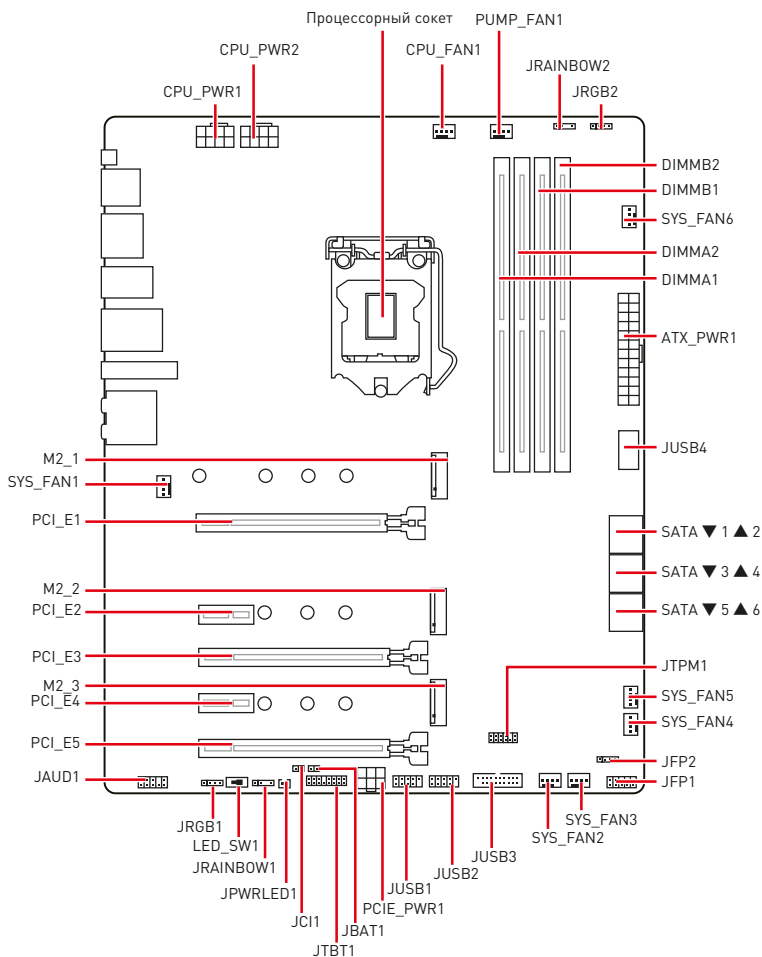 Процессорный сокет
PUMP_FAN1
CPU_PWR2
CPU_FAN1
JRAINBOW2
CPU_PWR1
JRGB2
DIMMB2
DIMMB1
SYS_FAN6
DIMMA2
DIMMA1
ATX_PWR1
JUSB4
M2_1
SYS_FAN1
PCI_E1
SATA ▼ 1 ▲ 2
SATA ▼ 3 ▲ 4
M2_2
PCI_E2
SATA ▼ 5 ▲ 6
PCI_E3
JTPM1
M2_3
PCI_E4
SYS_FAN5
SYS_FAN4
PCI_E5
JFP2
JAUD1
JFP1
JRGB1
SYS_FAN3
LED_SW1
SYS_FAN2
JRAINBOW1
JUSB3
JUSB2
JPWRLED1
JUSB1
PCIE_PWR1
JCI1
JBAT1
JTBT1